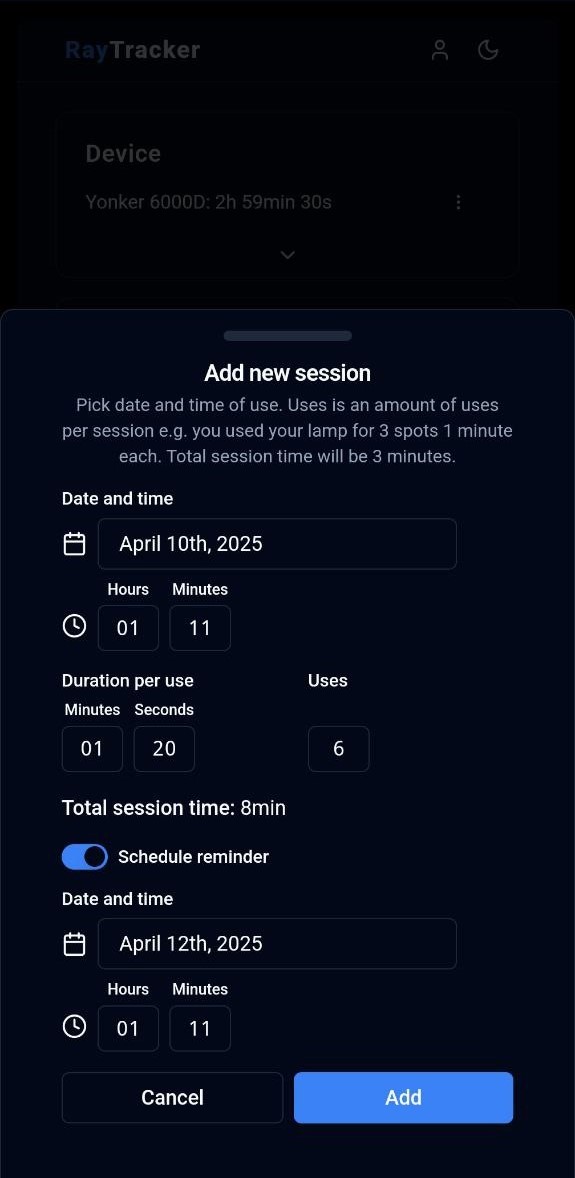 RayTracker
Device
Yonker 6000D: 2h 59min 30s
Add new session
Pick date and time of use. Uses is an amount of uses
per session e.g. you used your lamp for 3 spots 1 minute
each. Total session time will be 3 minutes.
Date and time
April 10th, 2025
Hours Minutes
01 11
Duration per use Uses
Minutes Seconds
01 20 6
Total session time: 8min
Schedule reminder
Date and time
April 12th, 2025
Hours Minutes
01 11
Cancel Add